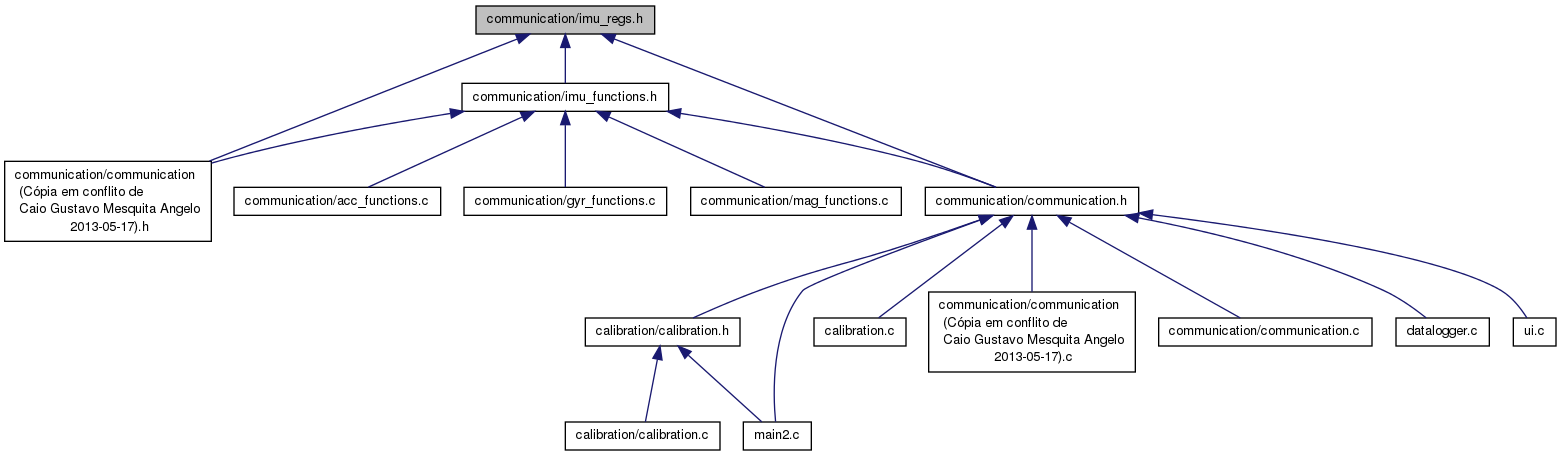 communication/imu_regs.h
communication/imu_functions.h
communication/communication
(Cópia em conflito de
Caio Gustavo Mesquita Angelo
2013-05-17).h
communication/acc_functions.c
communication/gyr_functions.c
communication/mag_functions.c
communication/communication.h
calibration/calibration.h
calibration.c
communication/communication
(Cópia em conflito de
Caio Gustavo Mesquita Angelo
2013-05-17).c
communication/communication.c
datalogger.c
ui.c
calibration/calibration.c
main2.c